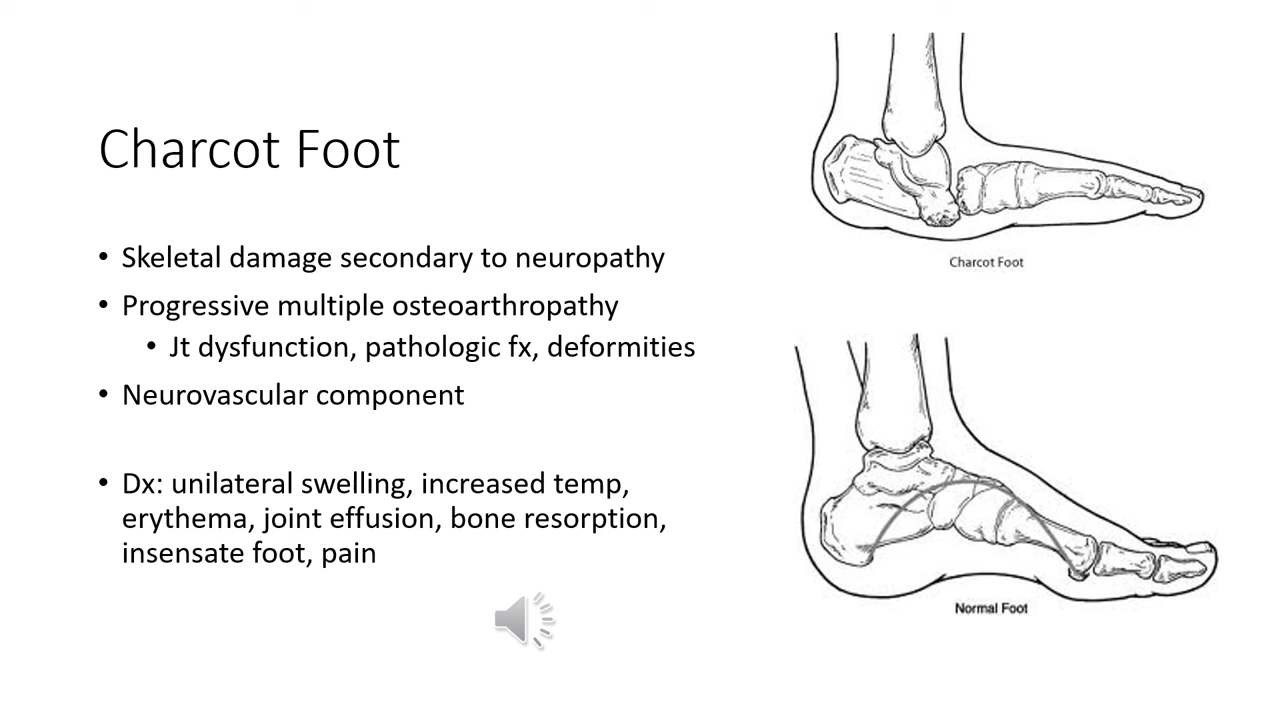 Charcot Foot
• Skeletal damage secondary to neuropathy
• Progressive multiple osteoarthropathy
• Jt dysfunction, pathologic fx, deformities
• Neurovascular component
• Dx: unilateral swelling, increased temp,
erythema, joint effusion, bone resorption,
insensate foot, pain
Charcot Foot
Normal Foot